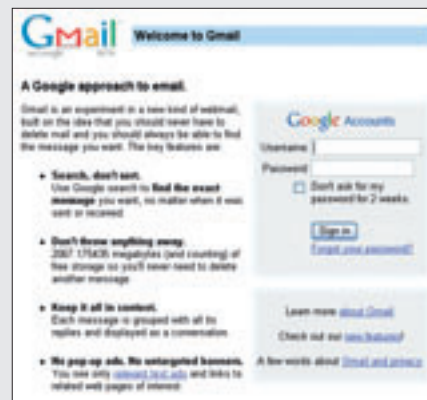 Gmail
by Google BETA
Welcome to Gmail
A Google approach to email.
Gmail is an experiment in a new kind of webmail,
built on the idea that you should never have to
delete mail and you should always be able to find
the message you want. The key features are:
Search, don't sort.
Use Google search to find the exact
message you want, no matter when it was
sent or received.
Don't throw anything away.
megabytes (and counting) of
free storage so you'll never need to delete
another message.
Keep it all in context.
Each message is grouped with all its
replies and displayed as a conversation.
No pop-up ads. No untargeted banners.
You see only relevant text ads and links to
related web pages of interest.
Google Accounts
Username:
Password:
Don't ask for my
password for 2 weeks.
Sign in
Forgot your password?
Learn more about Gmail
Check out our new features!
A few words about Gmail and privacy